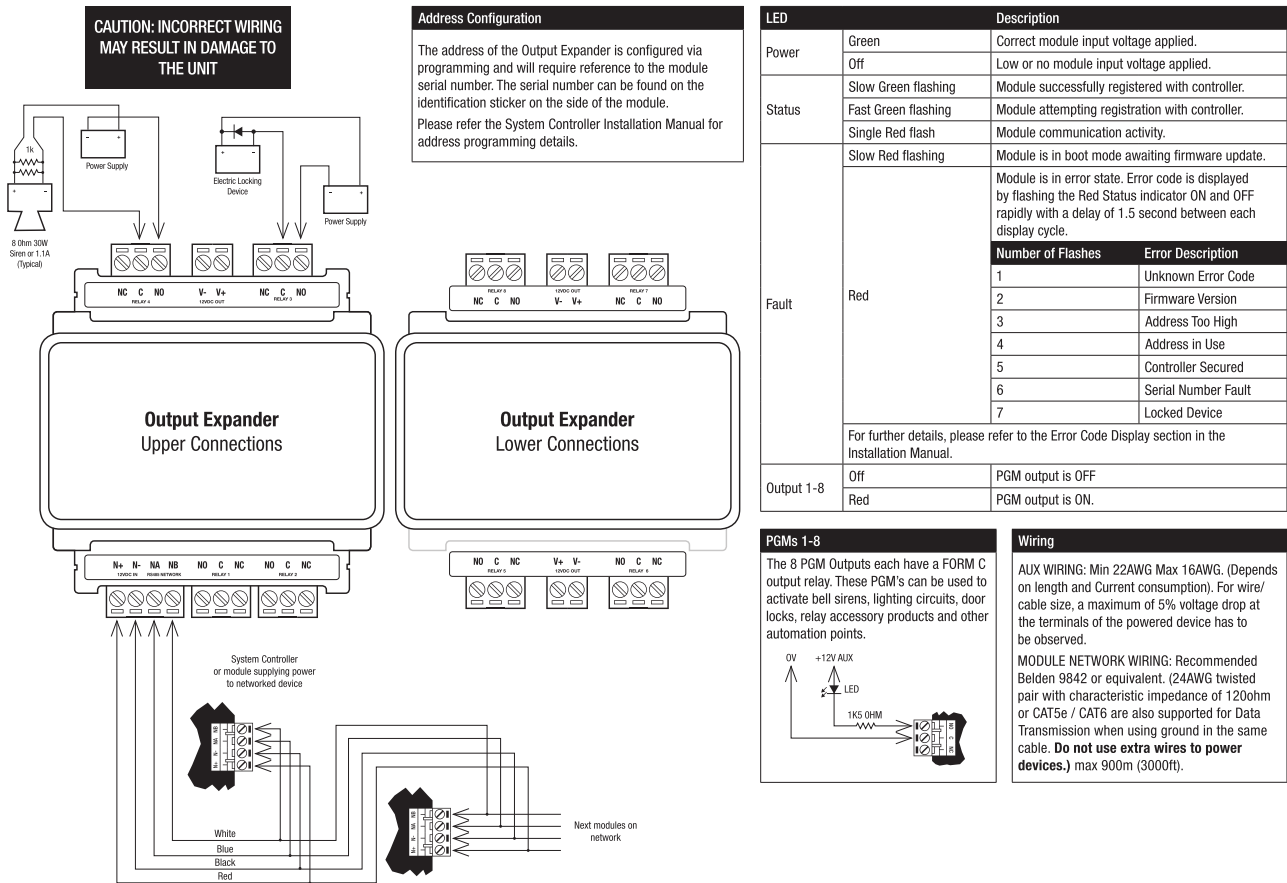 CAUTION: INCORRECT WIRING
MAY RESULT IN DAMAGE TO
THE UNIT
1k
- +
Power Supply
+ -
8 Ohm 30W
Siren or 1.1A
(Typical)
+ -
Electric Locking
Device
- +
Power Supply
NC C NO V- V+ NC C NO
RELAY 4 12VDC OUT RELAY 3
Output Expander
Upper Connections
N+ N- NA NB NO C NC NO C NC
12VDC IN RS485 NETWORK RELAY 1 RELAY 2
System Controller
or module supplying power
to networked device
NB
NA
N-
N+
White
Blue
Black
Red
NB
NA
N-
N+
Next modules on
network
Address Configuration
The address of the Output Expander is configured via
programming and will require reference to the module
serial number. The serial number can be found on the
identification sticker on the side of the module.
Please refer the System Controller Installation Manual for
address programming details.
RELAY 8 12VDC OUT RELAY 7
NC C NO V- V+ NC C NO
Output Expander
Lower Connections
NO C NC V+ V- NO C NC
RELAY 5 12VDC OUT RELAY 6
LED Description
Power Green Correct module input voltage applied.
Off Low or no module input voltage applied.
Status Slow Green flashing Module successfully registered with controller.
Fast Green flashing Module attempting registration with controller.
Single Red flash Module communication activity.
Fault Slow Red flashing Module is in boot mode awaiting firmware update.
Red Module is in error state. Error code is displayed
by flashing the Red Status indicator ON and OFF
rapidly with a delay of 1.5 second between each
display cycle.
Number of Flashes Error Description
1 Unknown Error Code
2 Firmware Version
3 Address Too High
4 Address in Use
5 Controller Secured
6 Serial Number Fault
7 Locked Device
For further details, please refer to the Error Code Display section in the
Installation Manual.
Output 1-8 Off PGM output is OFF
Red PGM output is ON.
PGMs 1-8
The 8 PGM Outputs each have a FORM C
output relay. These PGM's can be used to
activate bell sirens, lighting circuits, door
locks, relay accessory products and other
automation points.
0V +12V AUX
LED
1K5 OHM
NO
C
NC
Wiring
AUX WIRING: Min 22AWG Max 16AWG. (Depends
on length and Current consumption). For wire/
cable size, a maximum of 5% voltage drop at
the terminals of the powered device has to
be observed.
MODULE NETWORK WIRING: Recommended
Belden 9842 or equivalent. (24AWG twisted
pair with characteristic impedance of 120ohm
or CAT5e / CAT6 are also supported for Data
Transmission when using ground in the same
cable. Do not use extra wires to power
devices.) max 900m (3000ft).